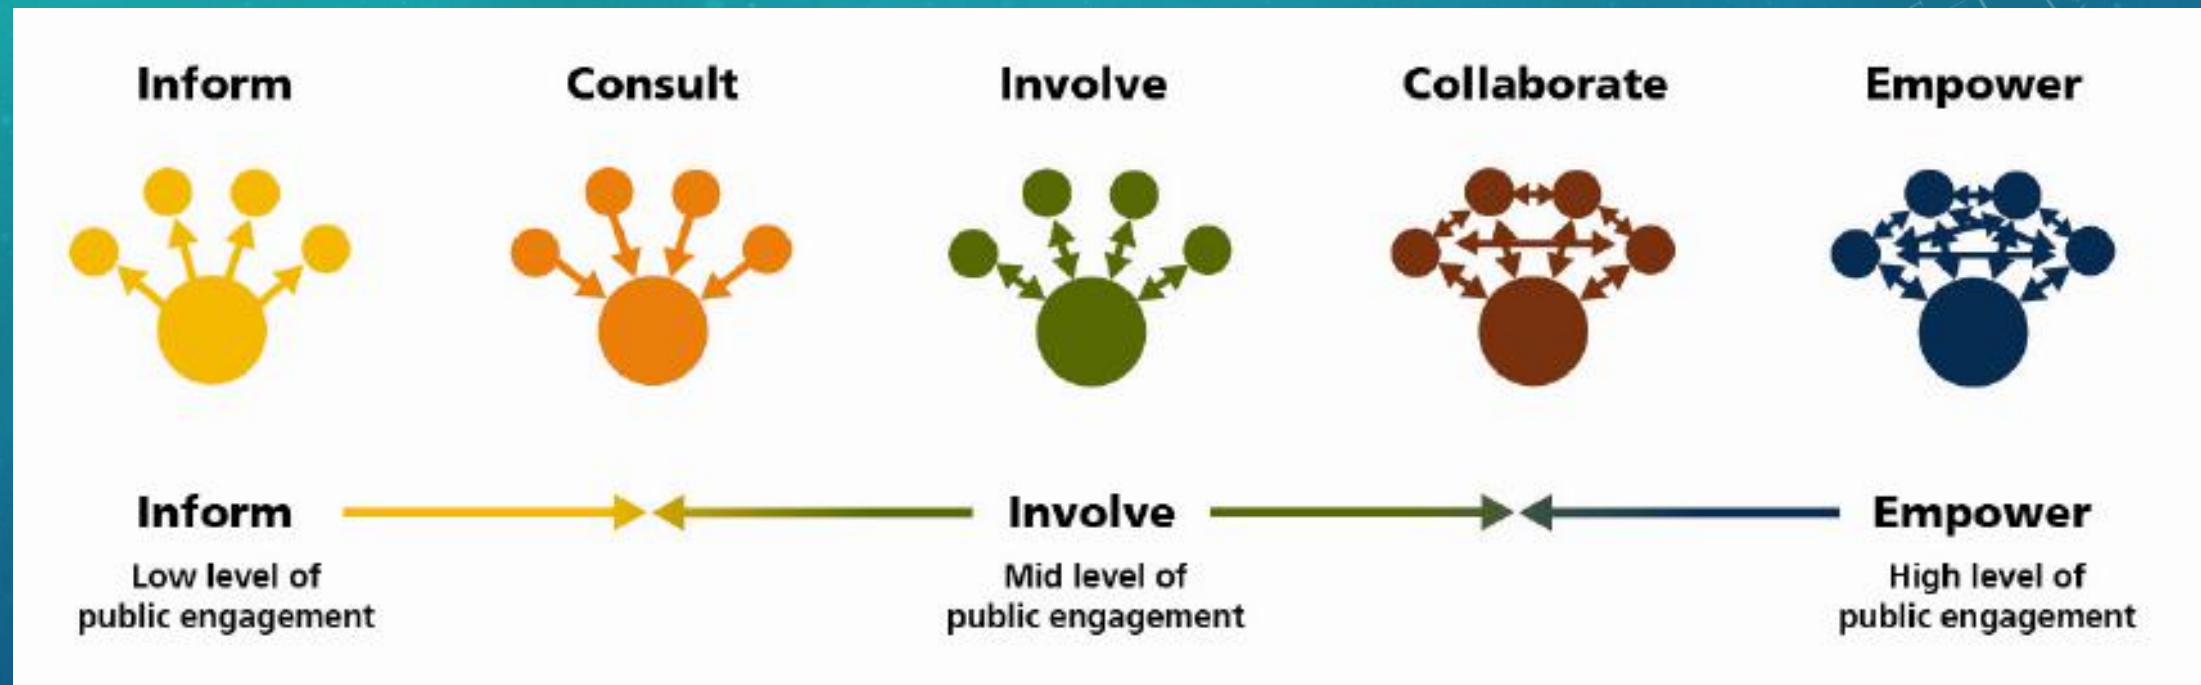 Inform
Consult
Involve
Collaborate
Empower
Inform
Involve
Empower
Low level of
public engagement
Mid level of
public engagement
High level of
public engagement